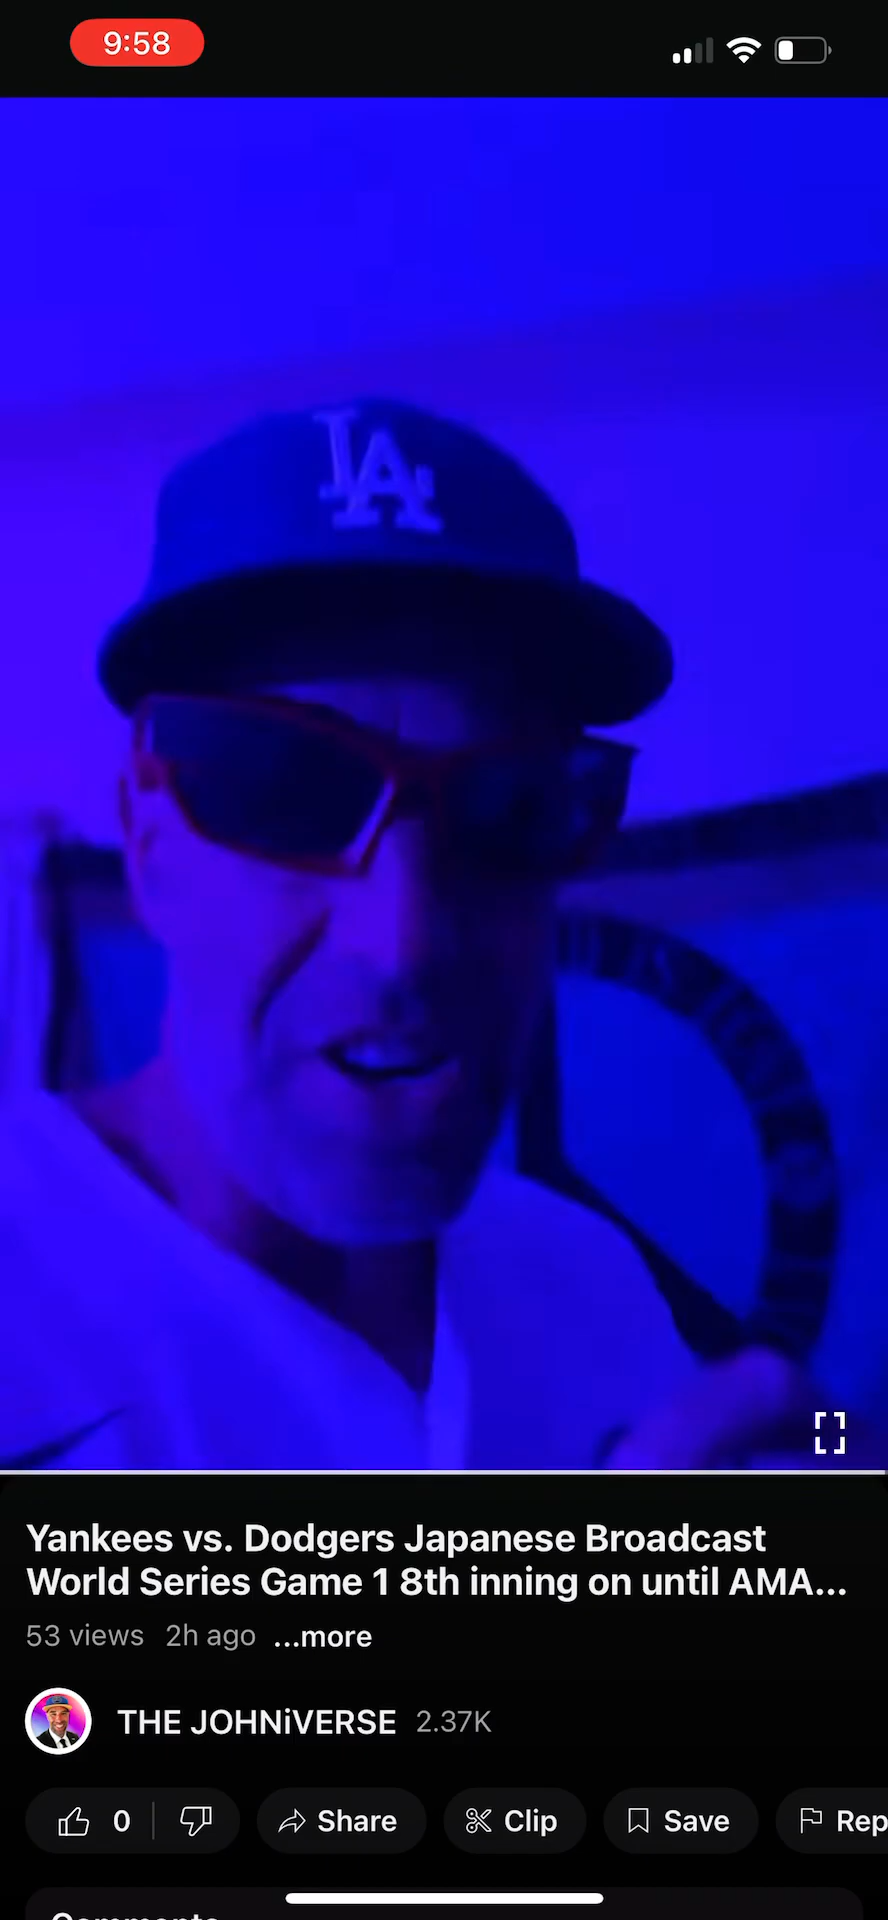 9:58
LA
Yankees vs. Dodgers Japanese Broadcast
World Series Game 1 8th inning on until AMA...
53 views 2h ago ...more
THE JOHNiVERSE 2.37K
0 Share Clip Save Rep